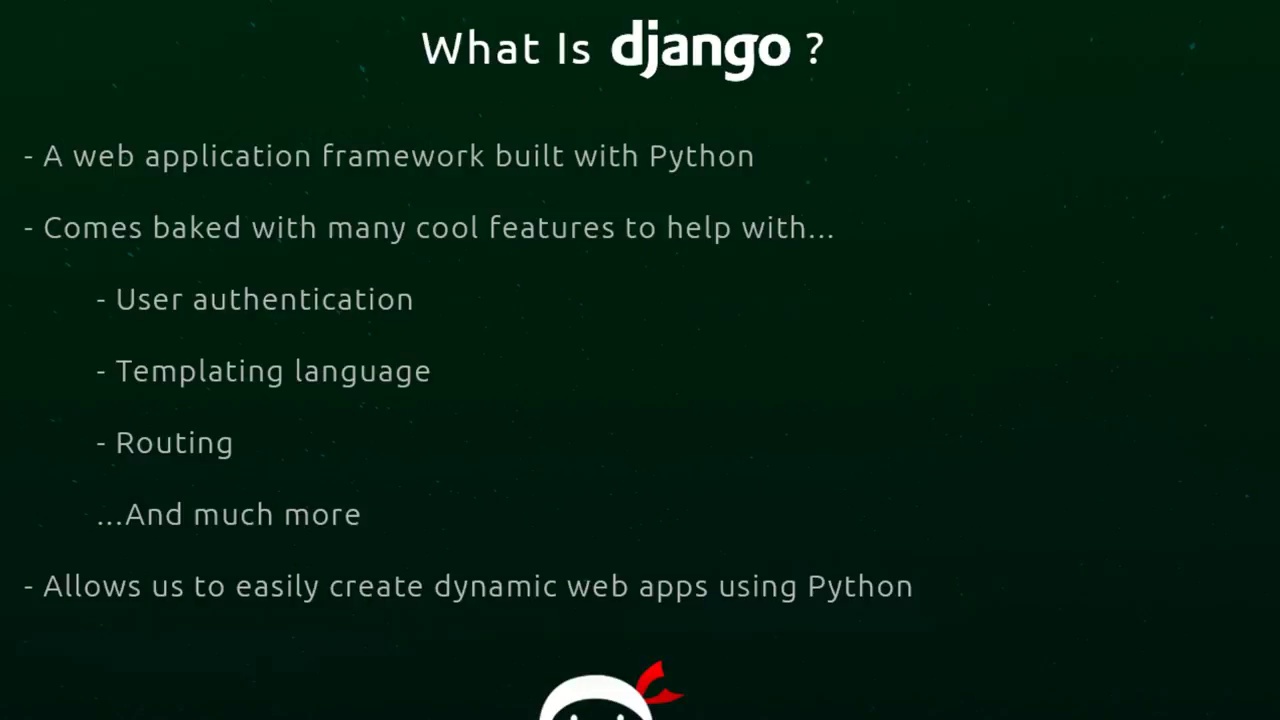 What Is django ?
- A web application framework built with Python
- Comes baked with many cool features to help with...
- User authentication
- Templating language
- Routing
...And much more
- Allows us to easily create dynamic web apps using Python